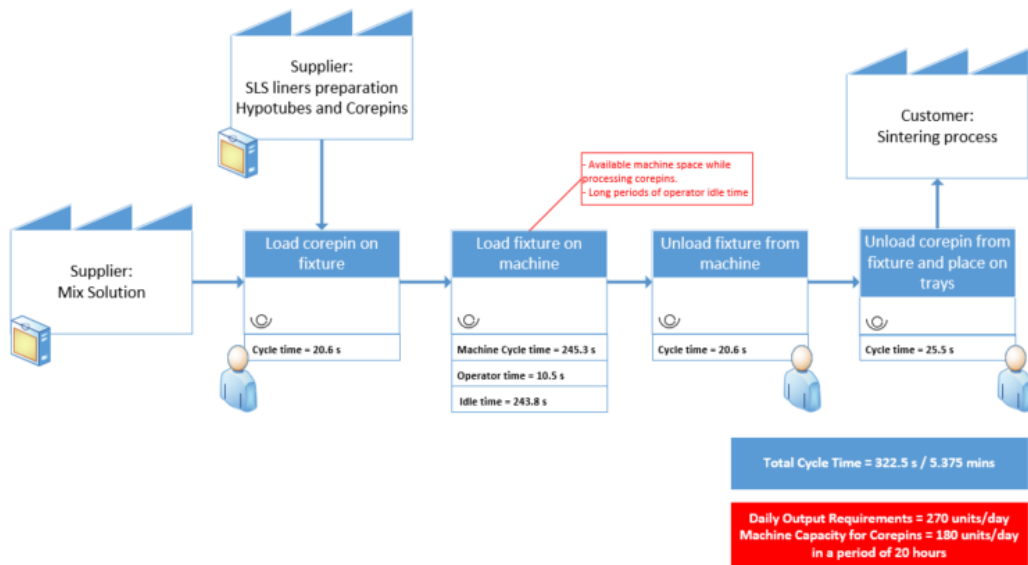 Supplier:
SLS liners preparation
Hypotubes and Corepins
Customer:
Sintering process
- Available machine space while
processing corepins.
- Long periods of operator idle time
Supplier:
Mix Solution
Load corepin on
fixture
Cycle time = 20.6 s
Load fixture on
machine
Machine Cycle time = 245.3 s
Operator time = 10.5 s
Idle time = 243.8 s
Unload fixture from
machine
Cycle time = 20.6 s
Unload corepin from
fixture and place on
trays
Cycle time = 25.5 s
Total Cycle Time = 322.5 s / 5.375 mins
Daily Output Requirements = 270 units/day
Machine Capacity for Corepins = 180 units/day
in a period of 20 hours